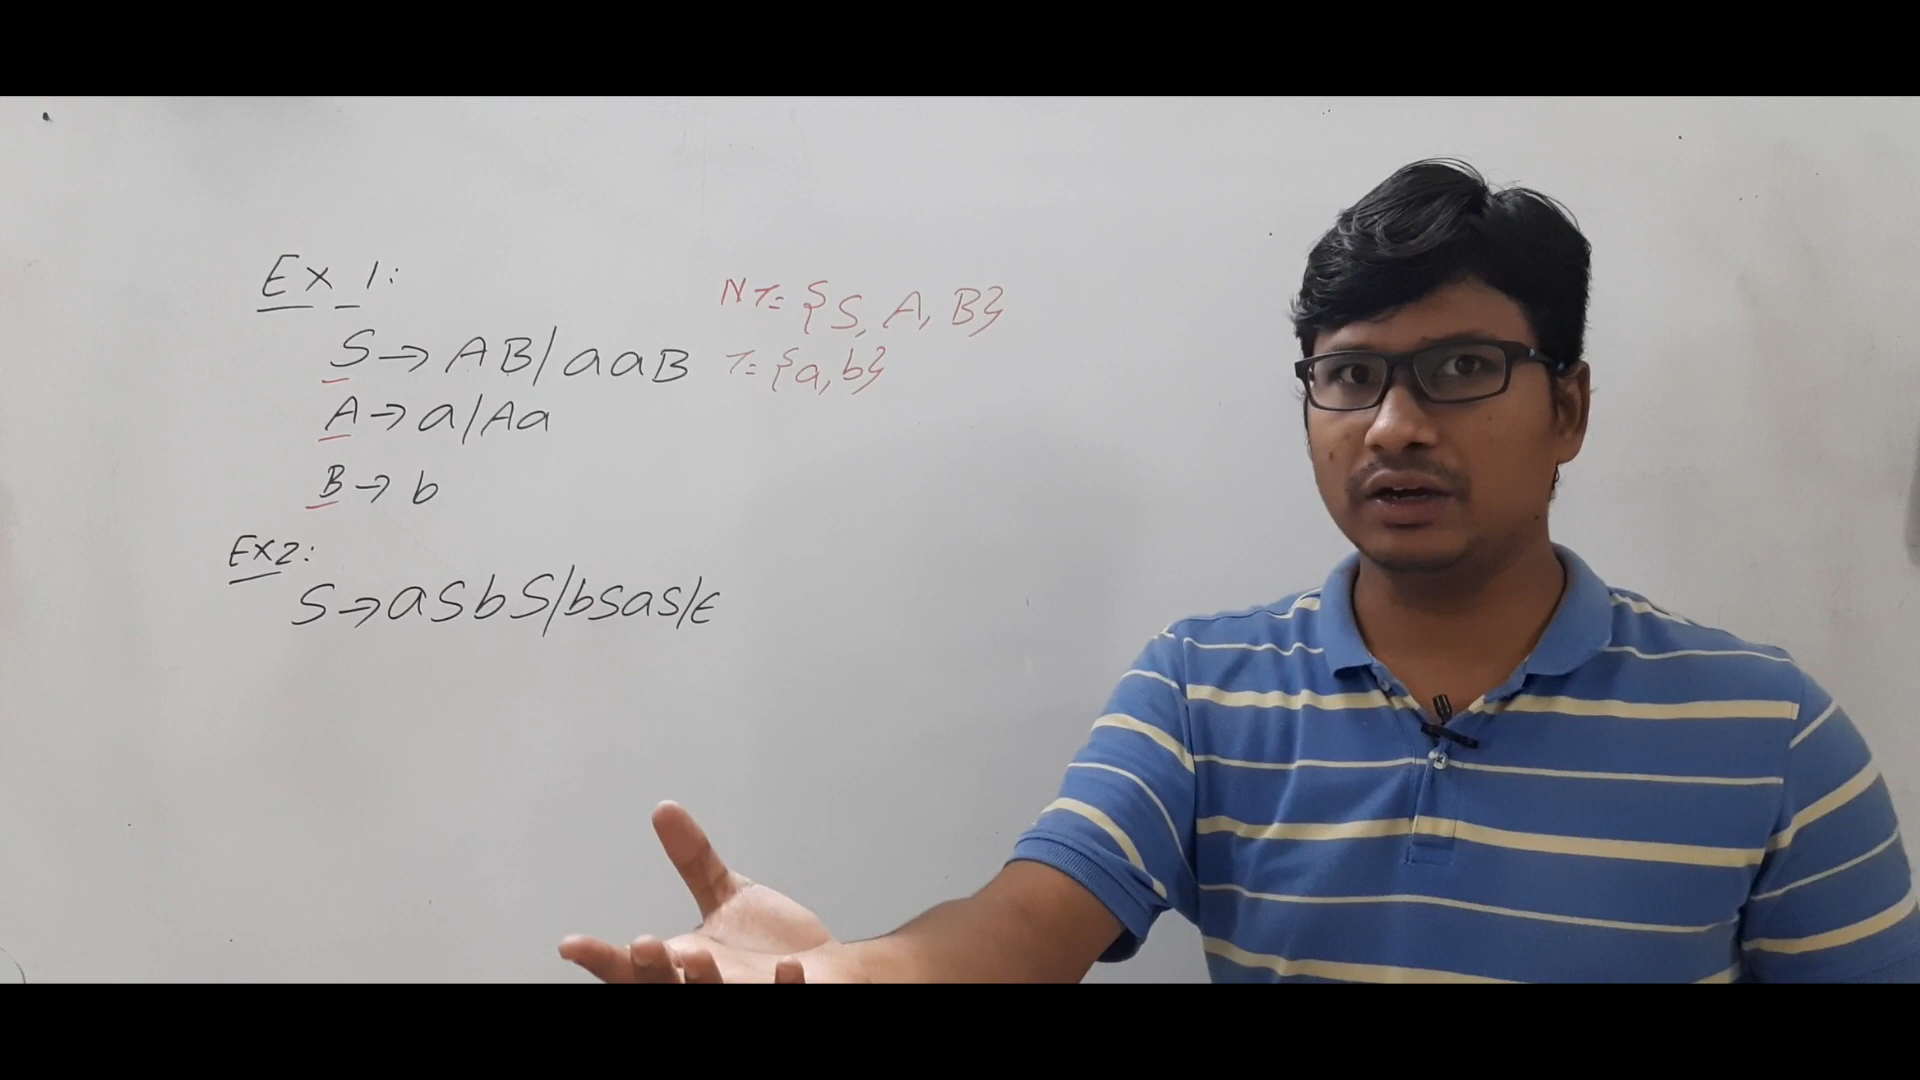 Ex 1:
S → AB/aaB
A → a/Aa
B → b
NT= {S, A, B}
T= {a, b}
Ex2:
S → aSbS/bSaS/ε